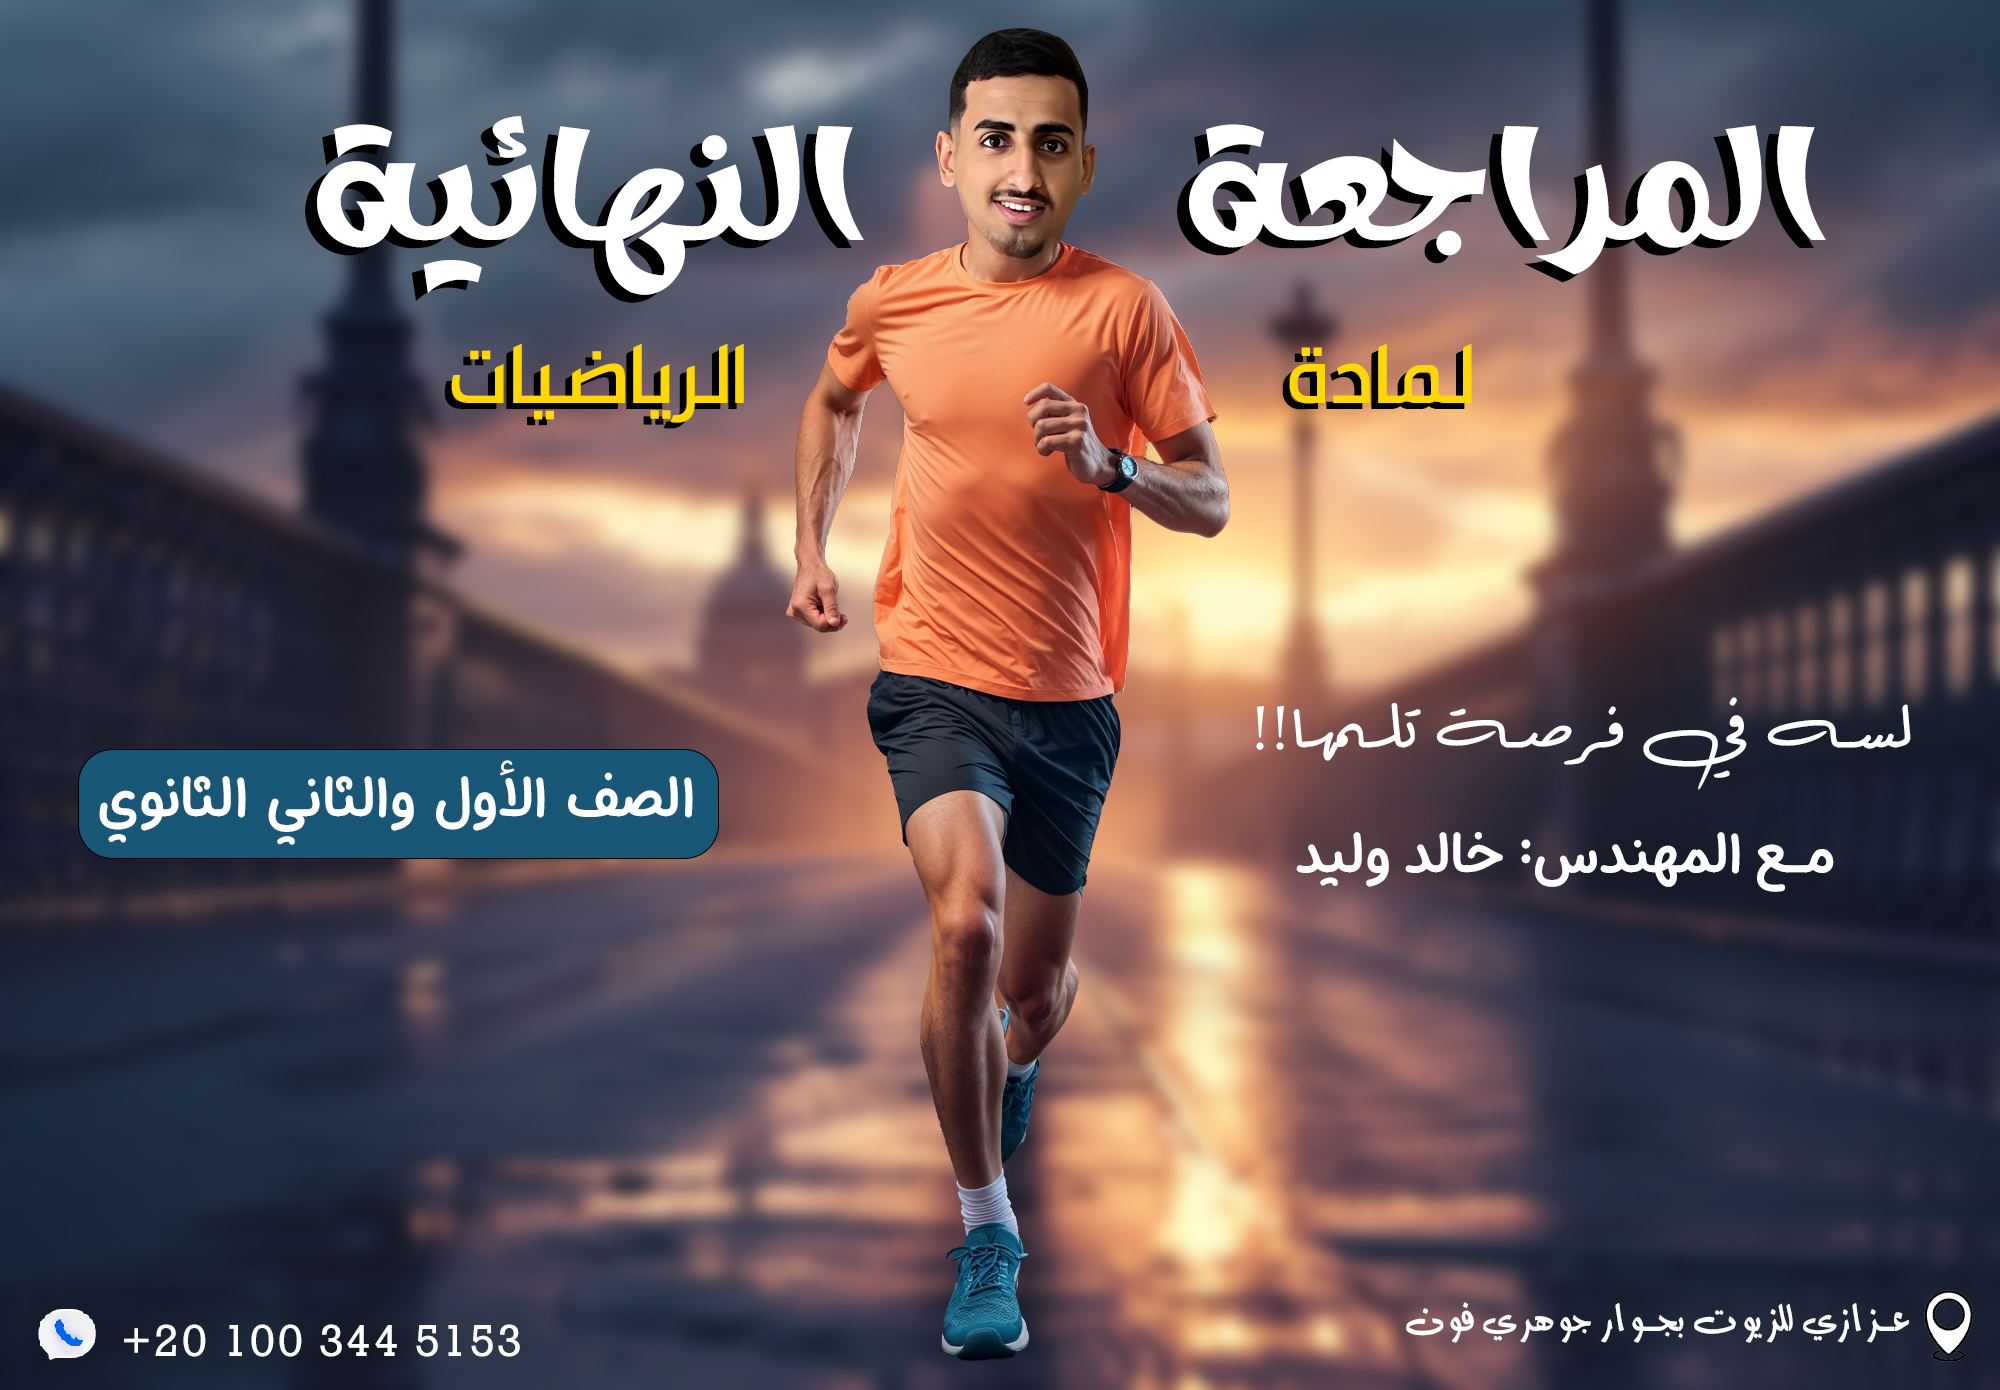 المراجعة النهائية
لمادة الرياضيات
لسه في فرصة تلمها!!
مع المهندس: خالد وليد
الصف الأول والثاني الثانوي
عزازي للزيوت بجوار جوهري فون
+20 100 344 5153